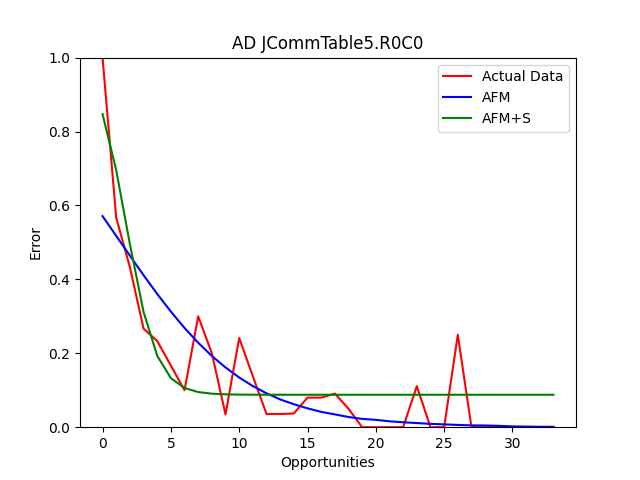 AD JCommTable5.R0C0
Actual Data
AFM
AFM+S
Error
1.0
0.8
0.6
0.4
0.2
0.0
0 5 10 15 20 25 30
Opportunities